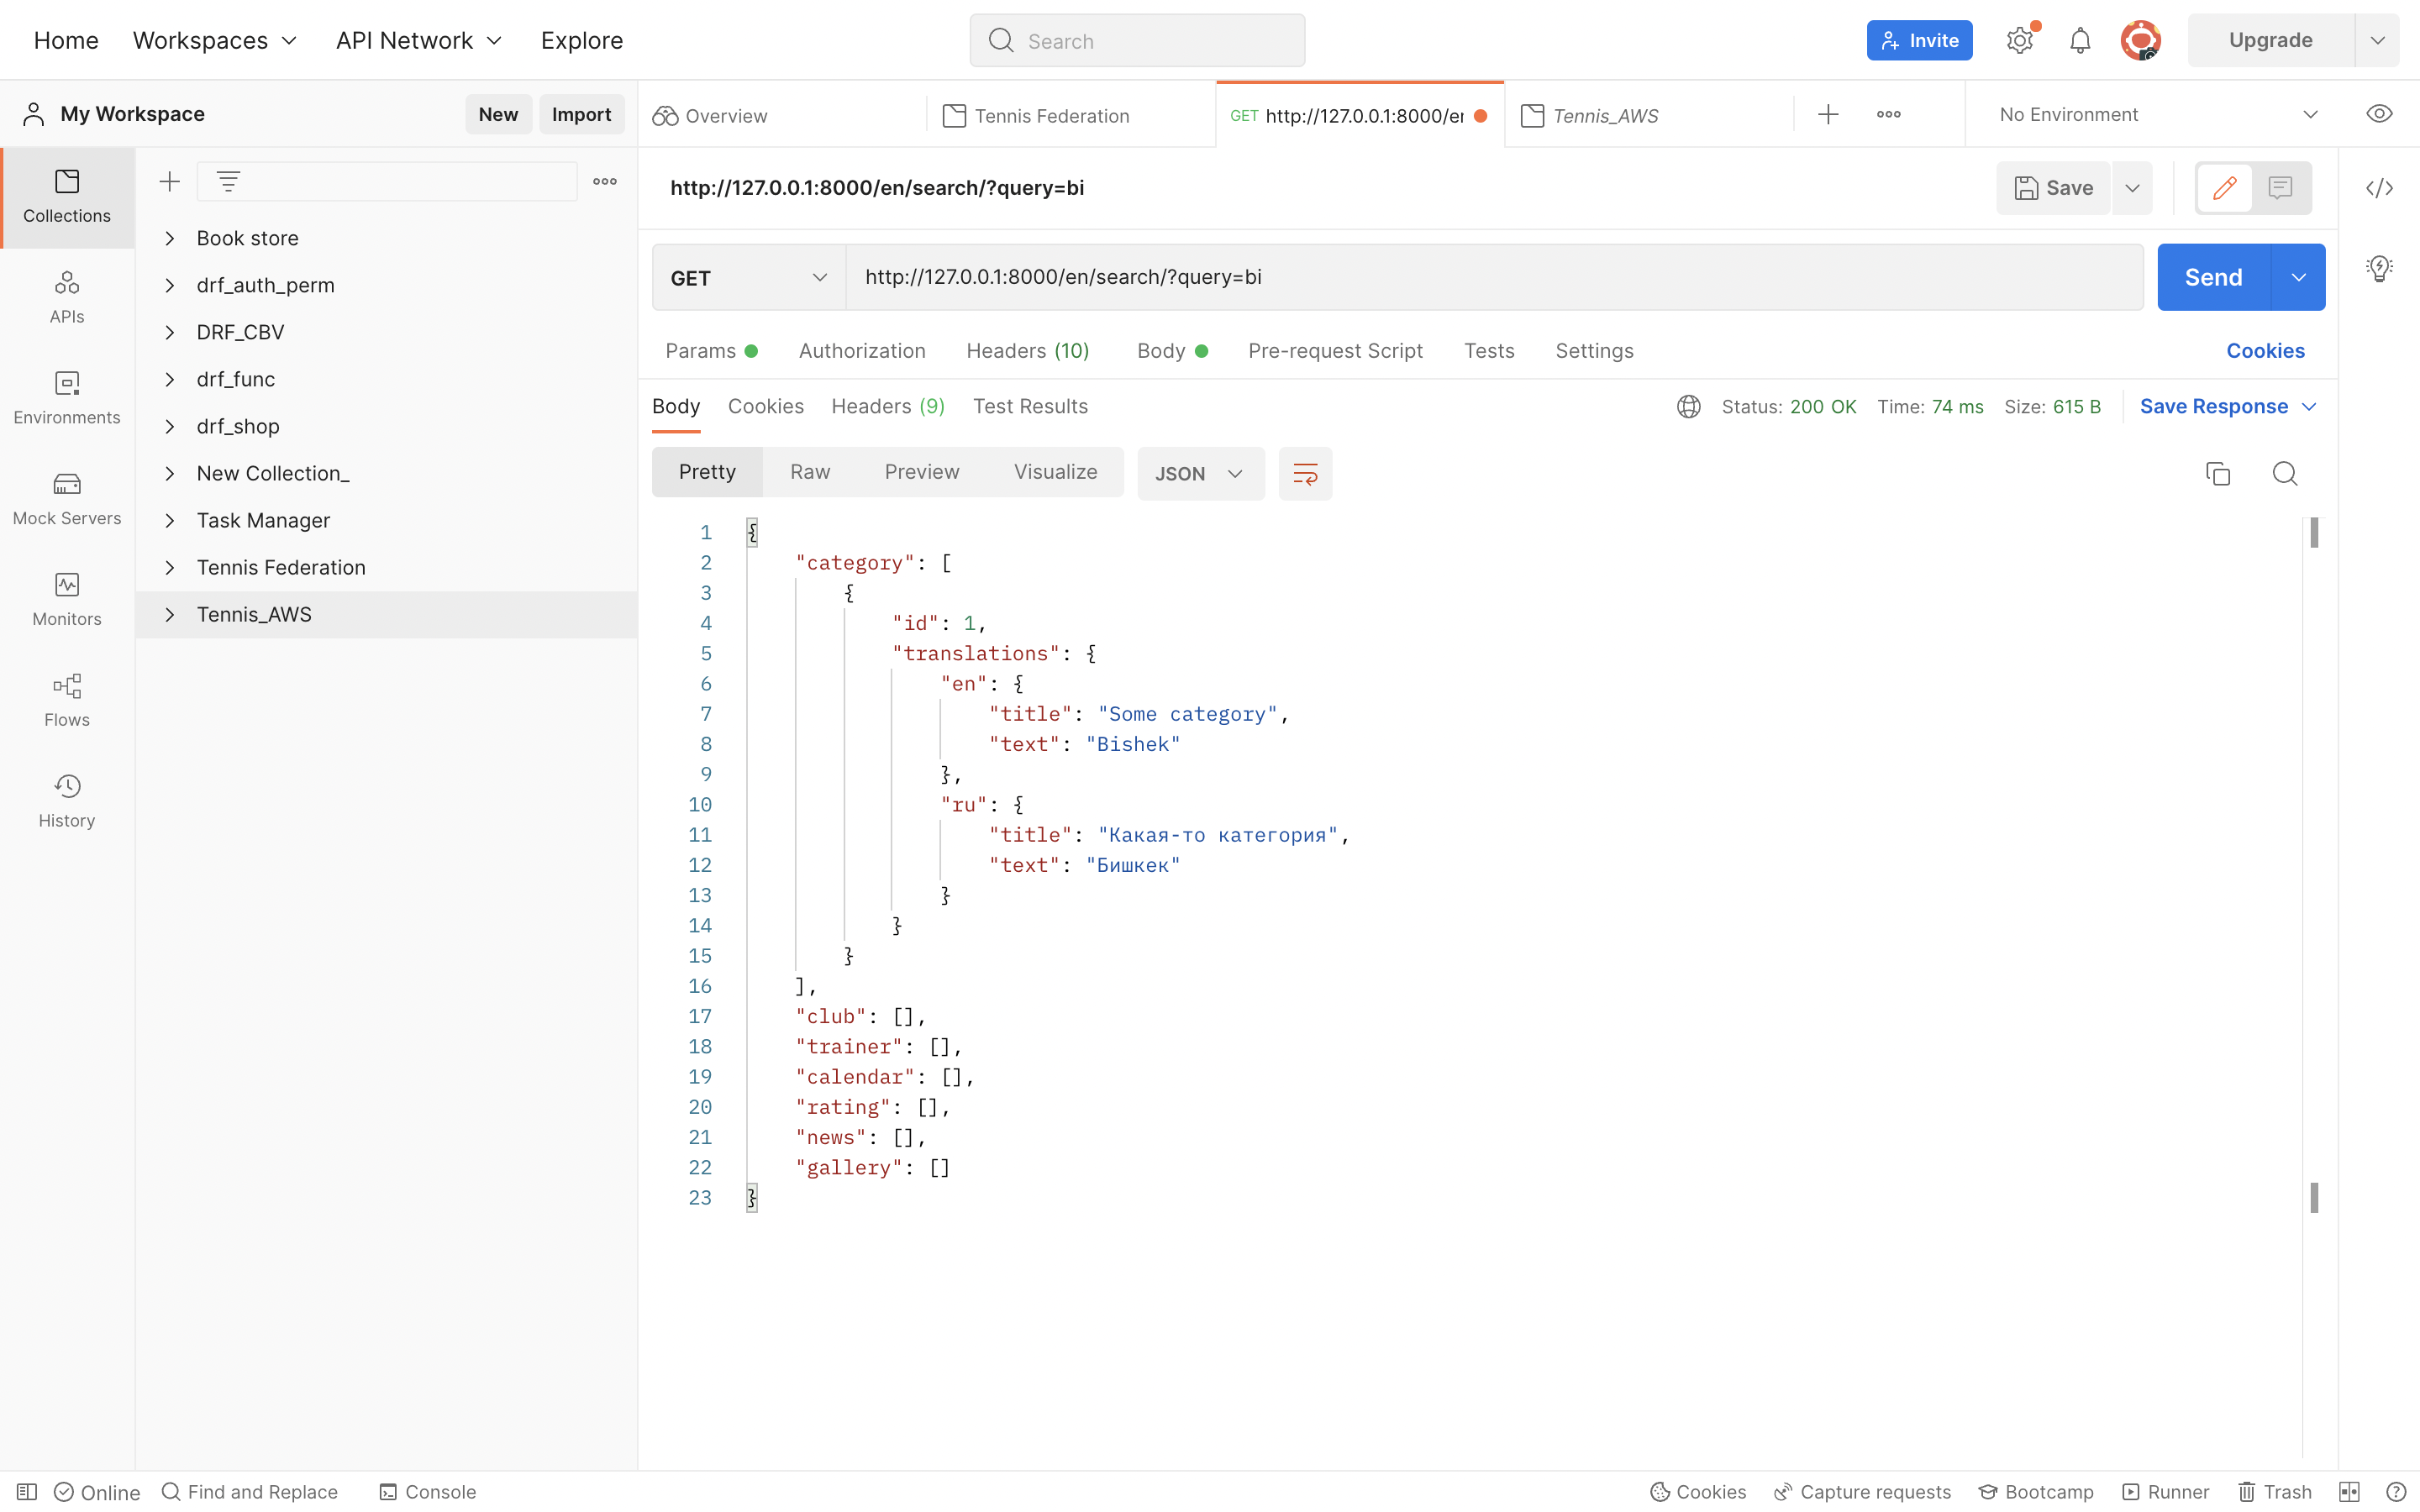 Home Workspaces API Network Explore Search Invite Upgrade
My Workspace New Import Overview Tennis Federation GET http://127.0.0.1:8000/er Tennis_AWS No Environment
http://127.0.0.1:8000/en/search/?query=bi Save
Collections
APIs
Environments
Mock Servers
Monitors
Flows
History
Book store
drf_auth_perm
DRF_CBV
drf_func
drf_shop
New Collection_
Task Manager
Tennis Federation
Tennis_AWS
GET http://127.0.0.1:8000/en/search/?query=bi Send
Params Authorization Headers (10) Body Pre-request Script Tests Settings Cookies
Body Cookies Headers (9) Test Results Status: 200 OK Time: 74 ms Size: 615 B Save Response
Pretty Raw Preview Visualize JSON
1 {
2 "category": [
3 {
4 "id": 1,
5 "translations": {
6 "en": {
7 "title": "Some category",
8 "text": "Bishek"
9 },
10 "ru": {
11 "title": "Какая-то категория",
12 "text": "Бишкек"
13 }
14 }
15 }
16 ],
17 "club": [],
18 "trainer": [],
19 "calendar": [],
20 "rating": [],
21 "news": [],
22 "gallery": []
23 }
Online Find and Replace Console Cookies Capture requests Bootcamp Runner Trash